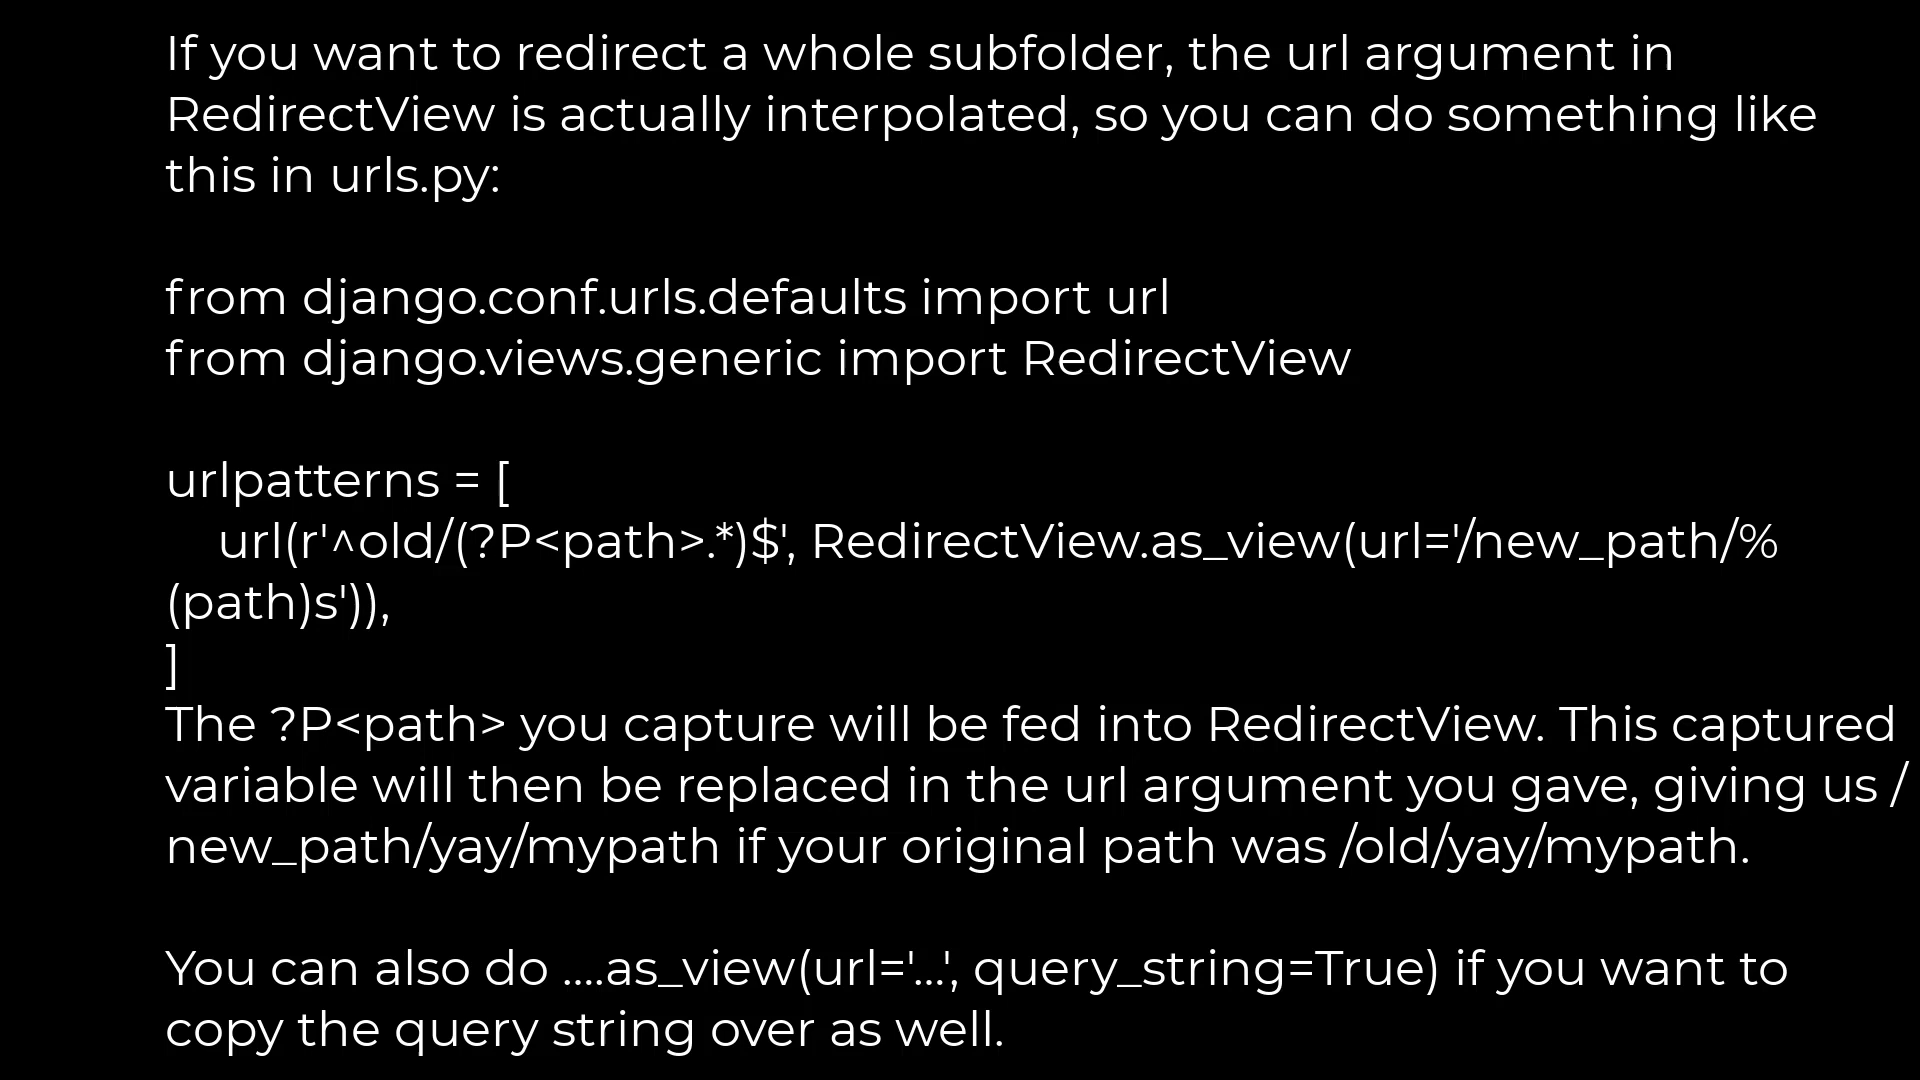 If you want to redirect a whole subfolder, the url argument in
RedirectView is actually interpolated, so you can do something like
this in urls.py:
from django.conf.urls.defaults import url
from django.views.generic import RedirectView
urlpatterns = [
    url(r'^old/(?P<path>.*)$', RedirectView.as_view(url='/new_path/%
(path)s')),
]
The ?P<path> you capture will be fed into RedirectView. This captured
variable will then be replaced in the url argument you gave, giving us /
new_path/yay/mypath if your original path was /old/yay/mypath.
You can also do ....as_view(url='...', query_string=True) if you want to
copy the query string over as well.